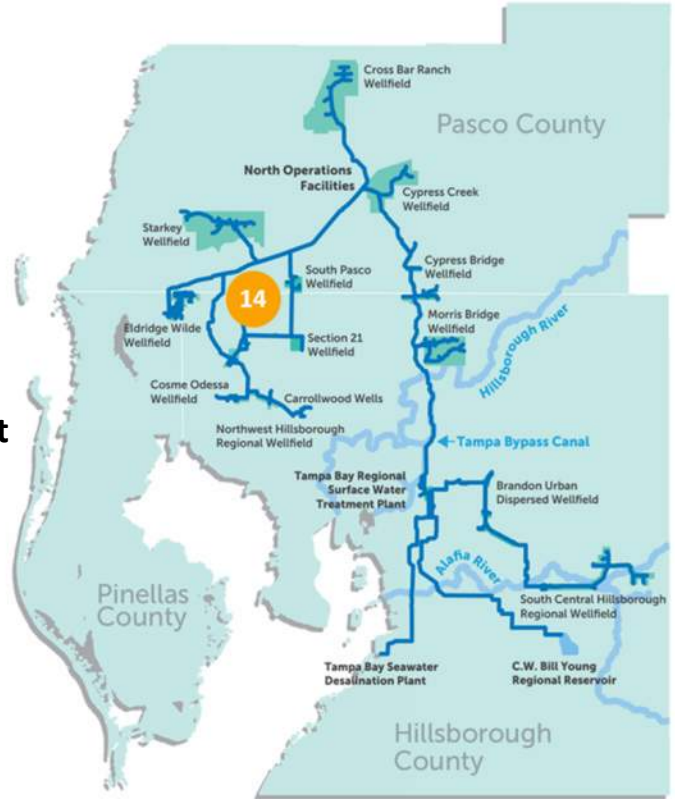 Cross Bar Ranch
Wellfield
Pasco County
North Operations
Facilities
Cypress Creek
Wellfield
Starkey
Wellfield
South Pasco
Wellfield
Cypress Bridge
Wellfield
14
Eldridge Wilde
Wellfield
Section 21
Wellfield
Morris Bridge
Wellfield
Hillsborough River
Cosme Odessa
Wellfield
Carrollwood Wells
Northwest Hillsborough
Regional Wellfield
t
Tampa Bypass Canal
Tampa Bay Regional
Surface Water
Treatment Plant
Brandon Urban
Dispersed Wellfield
Alafia River
Pinellas
County
South Central Hillsborough
Regional Wellfield
Tampa Bay Seawater
Desalination Plant
C.W. Bill Young
Regional Reservoir
Hillsborough
County